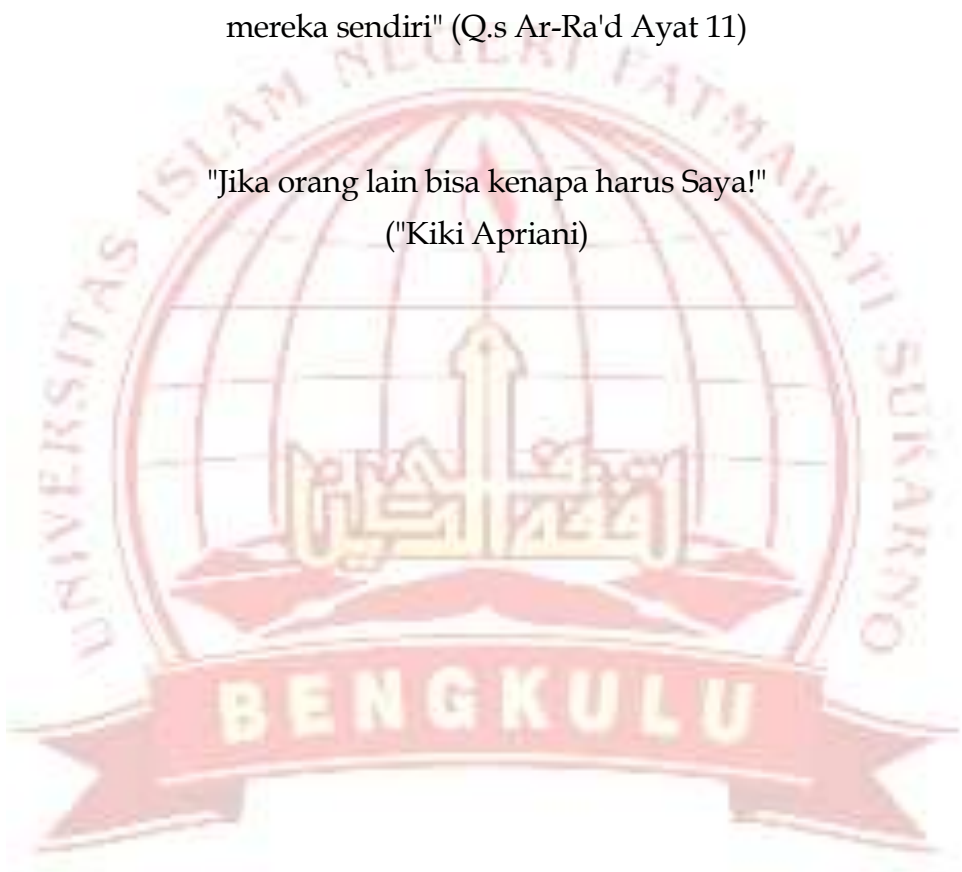 mereka sendiri" (Q.s Ar-Ra'd Ayat 11)
UNIVERSITAS ISLAM NEGERI FATMAWATI SUKARNO
"Jika orang lain bisa kenapa harus Saya!"
("Kiki Apriani)
BENGKULU